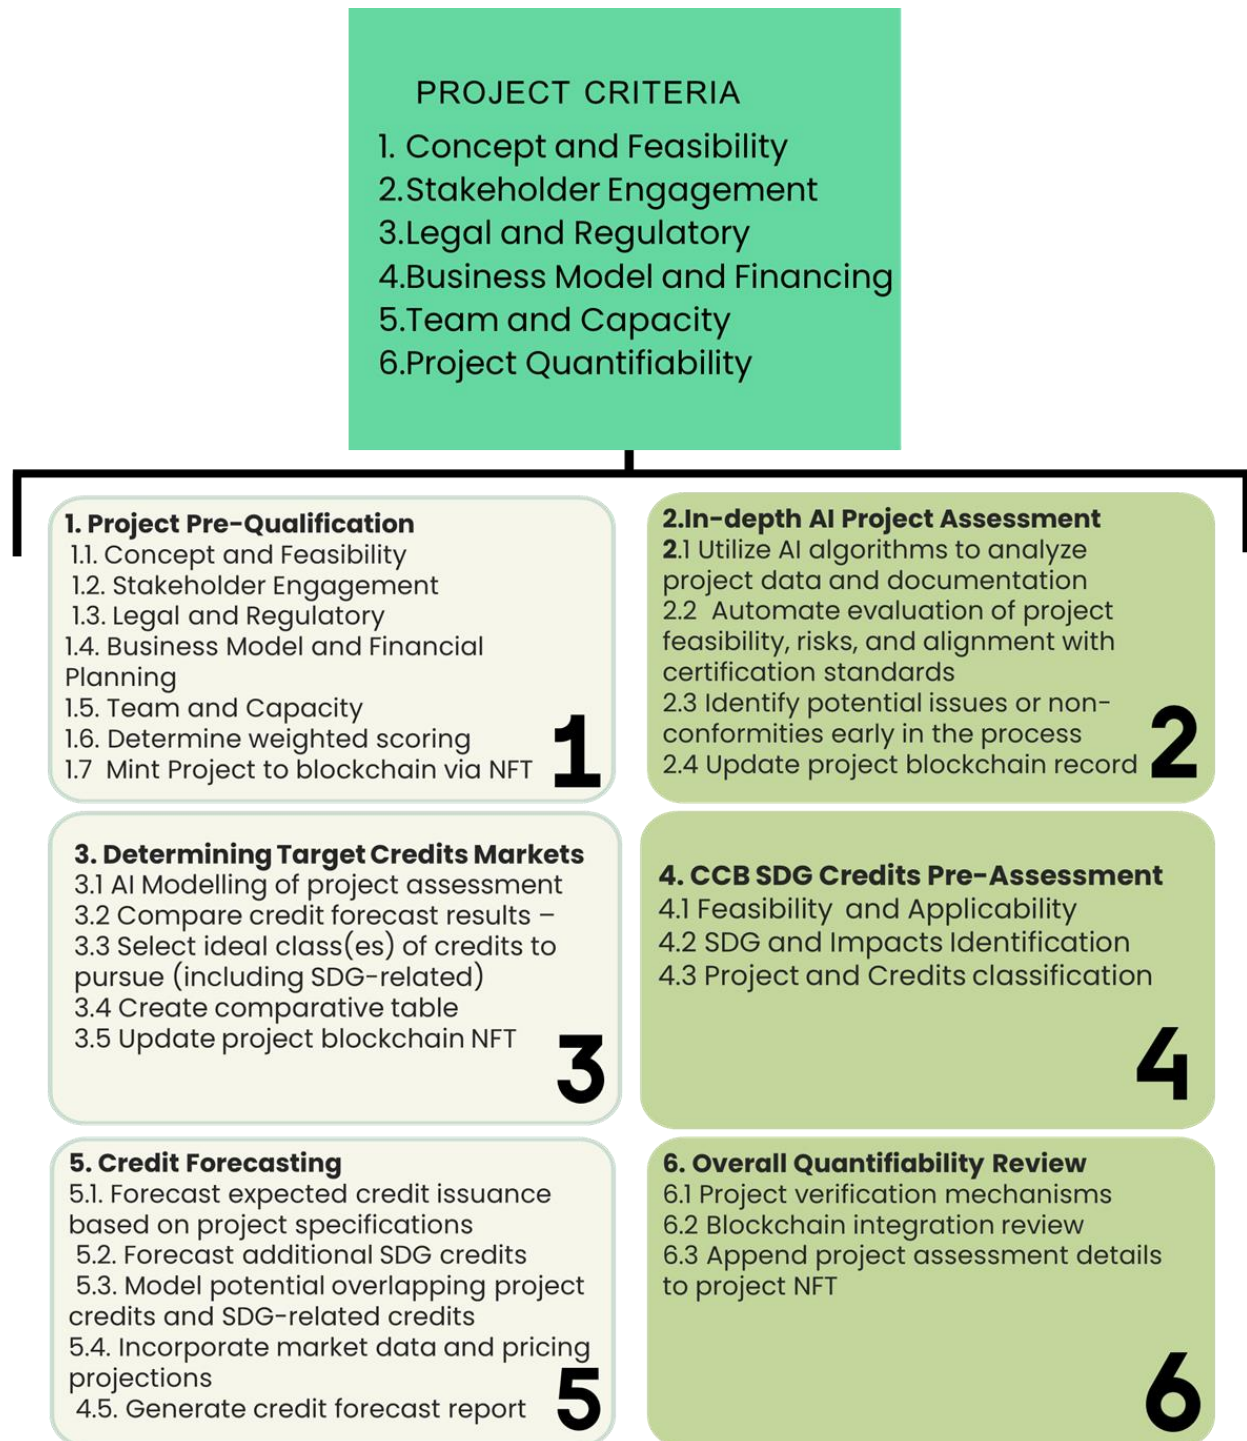 PROJECT CRITERIA
1. Concept and Feasibility
2.Stakeholder Engagement
3.Legal and Regulatory
4.Business Model and Financing
5.Team and Capacity
6.Project Quantifiability
1. Project Pre-Qualification
1.1. Concept and Feasibility
1.2. Stakeholder Engagement
1.3. Legal and Regulatory
1.4. Business Model and Financial
Planning
1.5. Team and Capacity
1.6. Determine weighted scoring
1.7 Mint Project to blockchain via NFT
1
2.In-depth AI Project Assessment
2.1 Utilize AI algorithms to analyze
project data and documentation
2.2 Automate evaluation of project
feasibility, risks, and alignment with
certification standards
2.3 Identify potential issues or non-
conformities early in the process
2.4 Update project blockchain record
2
3. Determining Target Credits Markets
3.1 AI Modelling of project assessment
3.2 Compare credit forecast results –
3.3 Select ideal class(es) of credits to
pursue (including SDG-related)
3.4 Create comparative table
3.5 Update project blockchain NFT
3
4. CCB SDG Credits Pre-Assessment
4.1 Feasibility and Applicability
4.2 SDG and Impacts Identification
4.3 Project and Credits classification
4
5. Credit Forecasting
5.1. Forecast expected credit issuance
based on project specifications
5.2. Forecast additional SDG credits
5.3. Model potential overlapping project
credits and SDG-related credits
5.4. Incorporate market data and pricing
projections
4.5. Generate credit forecast report
5
6. Overall Quantifiability Review
6.1 Project verification mechanisms
6.2 Blockchain integration review
6.3 Append project assessment details
to project NFT
6